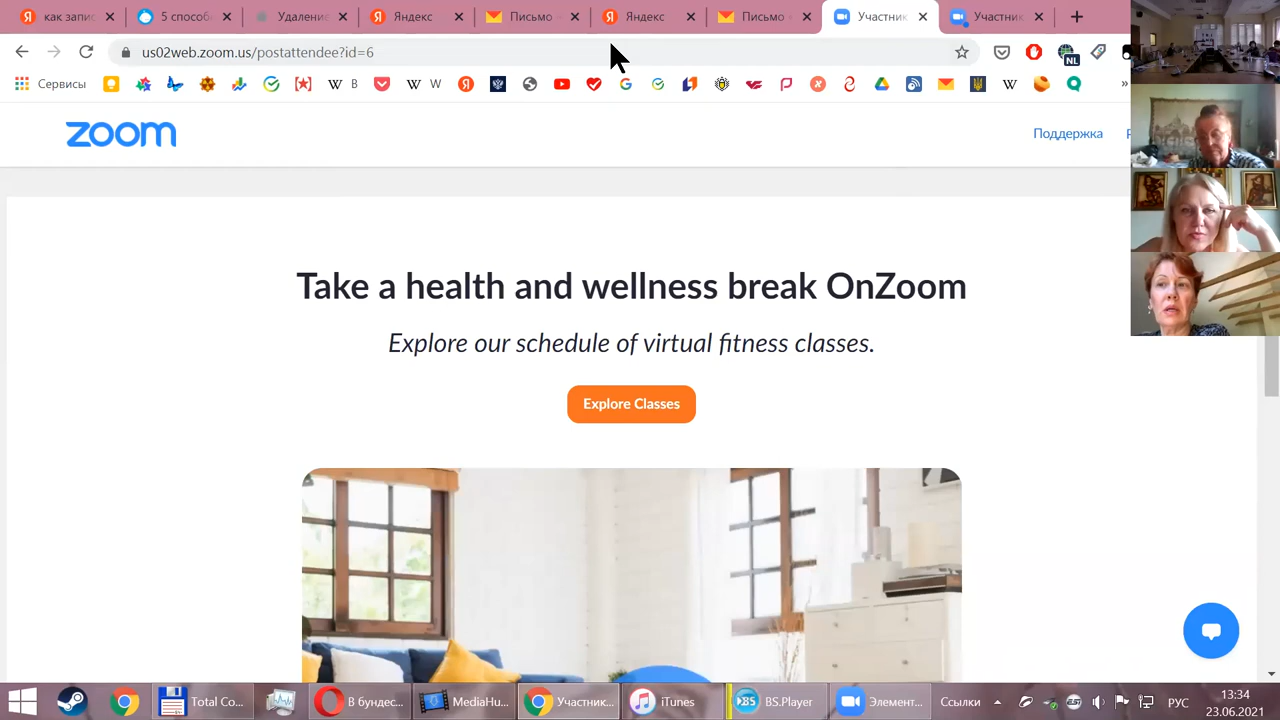 как запис
5 способ
Удалени
Яндекс
Письмо
Яндекс
Письмо
Участник
Участник
us02web.zoom.us/postattendee?id=6
NL
Сервисы
W
В
W
W
W
»
zoom
Поддержка
Take a health and wellness break OnZoom
Explore our schedule of virtual fitness classes.
Explore Classes
Total Co...
В бундес...
MediaHu...
Участник...
iTunes
BS.Player
Элемент...
Ссылки
РУС
13:34
23.06.2021